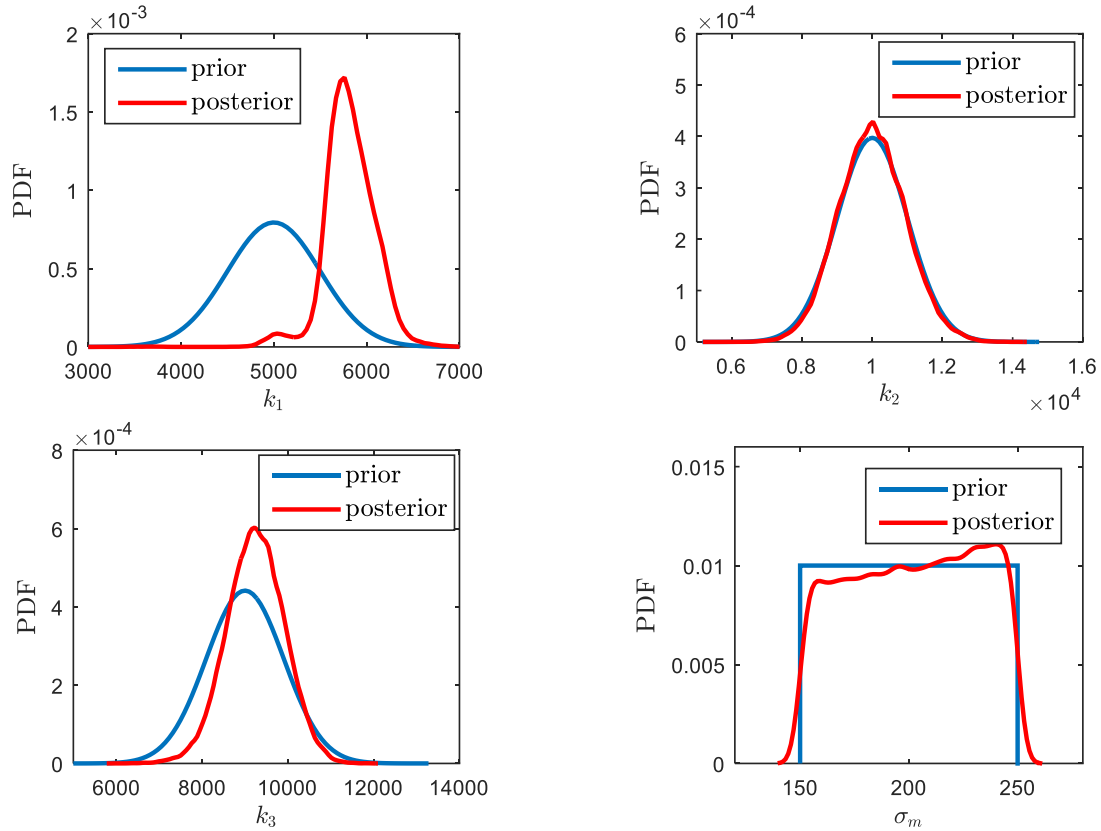 ×10⁻³
2
1.5
1
0.5
0
PDF
prior
posterior
3000 4000 5000 6000 7000
k₁
×10⁻⁴
6
5
4
3
2
1
0
PDF
prior
posterior
0.6 0.8 1 1.2 1.4 1.6
k₂
×10⁴
×10⁻⁴
8
6
4
2
0
PDF
prior
posterior
6000 8000 10000 12000 14000
k₃
0.015
0.01
0.005
0
PDF
prior
posterior
150 200 250
σₘ